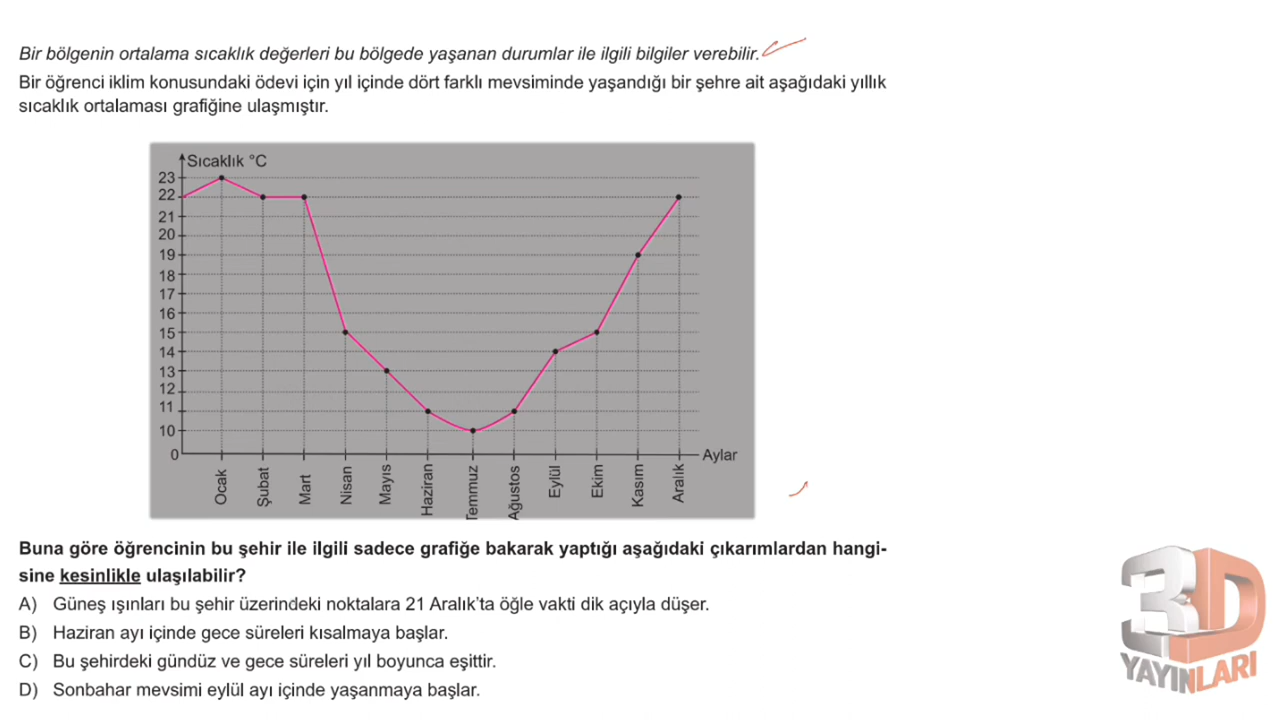 Bir bölgenin ortalama sıcaklık değerleri bu bölgede yaşanan durumlar ile ilgili bilgiler verebilir.
Bir öğrenci iklim konusundaki ödevi için yıl içinde dört farklı mevsiminde yaşandığı bir şehre ait aşağıdaki yıllık
sıcaklık ortalaması grafiğine ulaşmıştır.
Sıcaklık °C
23
22
21
20
19
18
17
16
15
14
13
12
11
10
0
Aylar
Ocak
Şubat
Mart
Nisan
Mayıs
Haziran
Temmuz
Ağustos
Eylül
Ekim
Kasım
Aralık
Buna göre öğrencinin bu şehir ile ilgili sadece grafiğe bakarak yaptığı aşağıdaki çıkarımlardan hangi-
sine kesinlikle ulaşılabilir?
A) Güneş ışınları bu şehir üzerindeki noktalara 21 Aralık'ta öğle vakti dik açıyla düşer.
B) Haziran ayı içinde gece süreleri kısalmaya başlar.
C) Bu şehirdeki gündüz ve gece süreleri yıl boyunca eşittir.
D) Sonbahar mevsimi eylül ayı içinde yaşanmaya başlar.
3D
YAYINLARI